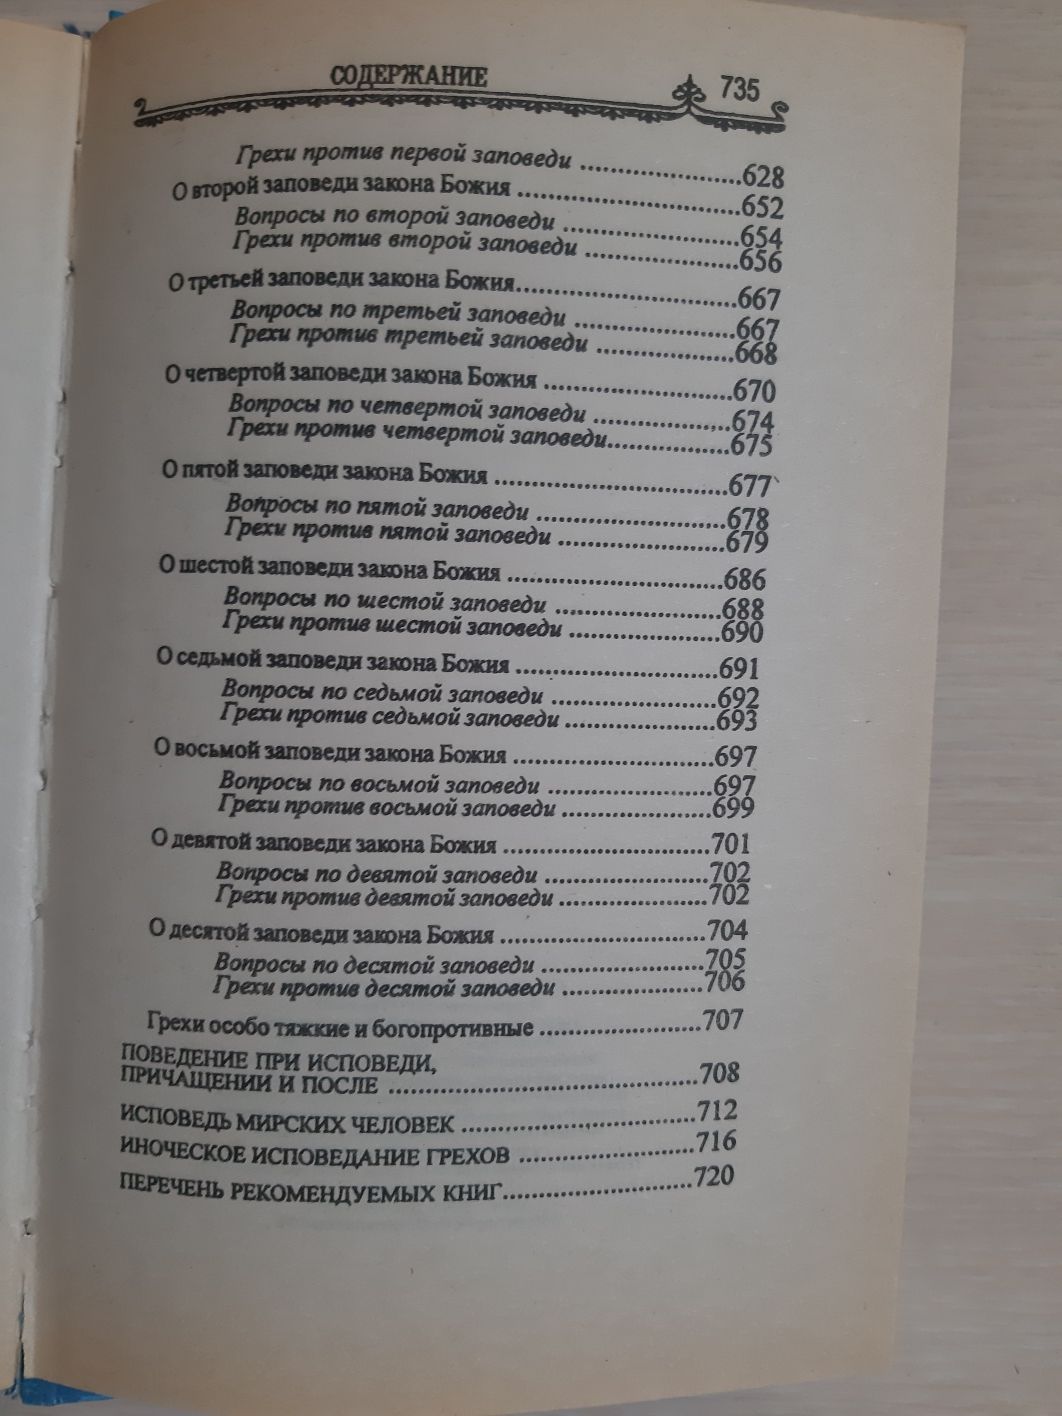 СОДЕРЖАНИЕ 735
Грехи против первой заповеди ........................628
О второй заповеди закона Божия ................................652
Вопросы по второй заповеди ..........................654
Грехи против второй заповеди .......................656
О третьей заповеди закона Божия................................667
Вопросы по третьей заповеди ........................667
Грехи против третьей заповеди ....................668
О четвертой заповеди закона Божия ............................670
Вопросы по четвертой заповеди ....................674
Грехи против четвертой заповеди..................675
О пятой заповеди закона Божия ...................................677
Вопросы по пятой заповеди ............................678
Грехи против пятой заповеди .........................679
О шестой заповеди закона Божия ................................686
Вопросы по шестой заповеди .........................688
Грехи против шестой заповеди ......................690
О седьмой заповеди закона Божия ..............................691
Вопросы по седьмой заповеди .........................692
Грехи против седьмой заповеди ......................693
О восьмой заповеди закона Божия ..............................697
Вопросы по восьмой заповеди .........................697
Грехи против восьмой заповеди ......................699
О девятой заповеди закона Божия ...............................701
Вопросы по девятой заповеди .........................702
Грехи против девятой заповеди ......................702
О десятой заповеди закона Божия ...............................704
Вопросы по десятой заповеди .........................705
Грехи против десятой заповеди ......................706
Грехи особо тяжкие и богопротивные .........................707
ПОВЕДЕНИЕ ПРИ ИСПОВЕДИ,
ПРИЧАЩЕНИИ И ПОСЛЕ ...............................................708
ИСПОВЕДЬ МИРСКИХ ЧЕЛОВЕК ...................................712
ИНОЧЕСКОЕ ИСПОВЕДАНИЕ ГРЕХОВ ..........................716
ПЕРЕЧЕНЬ РЕКОМЕНДУЕМЫХ КНИГ............................720